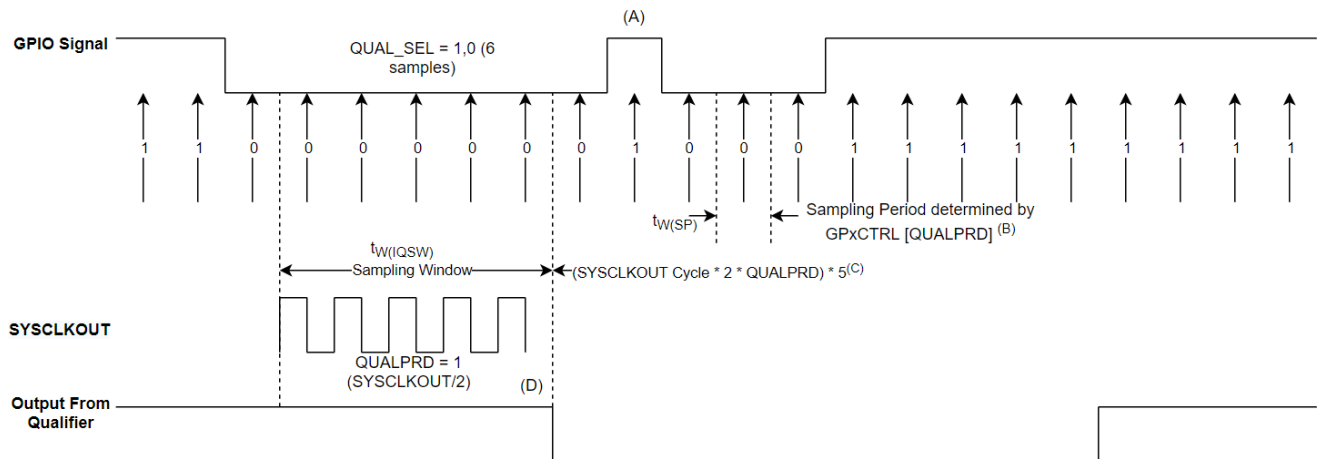 (A)
GPIO Signal
QUAL_SEL = 1,0 (6
samples)
1 1 0 0 0 0 0 0 0 1 0 0 0 1 1 1 1 1 1 1 1 1
tW(SP)
Sampling Period determined by
GPxCTRL [QUALPRD] (B)
tW(IQSW)
Sampling Window
(SYSCLKOUT Cycle * 2 * QUALPRD) * 5(C)
SYSCLKOUT
QUALPRD = 1
(SYSCLKOUT/2)
(D)
Output From
Qualifier